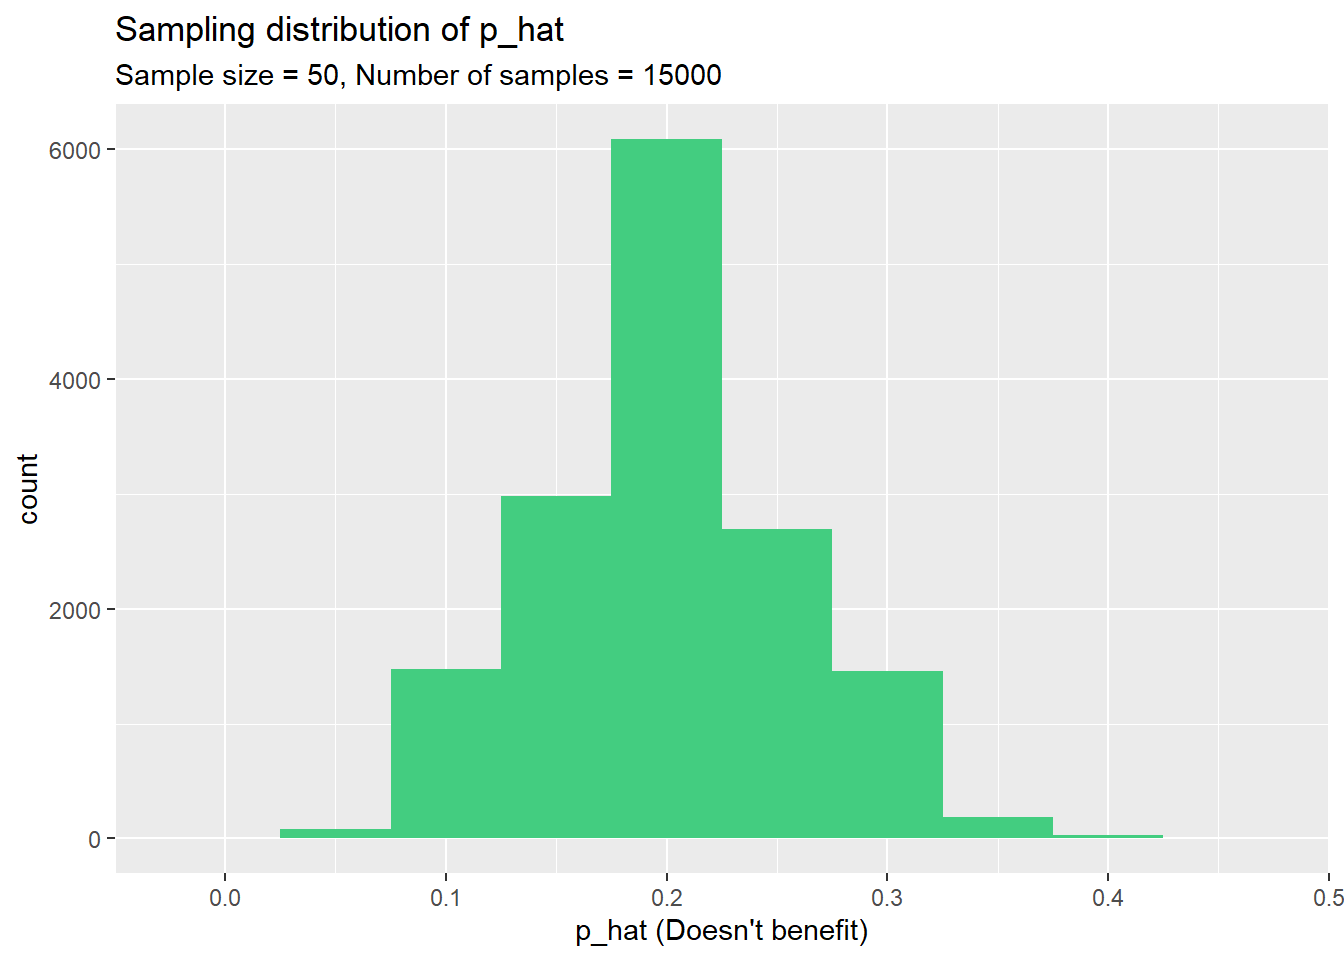 Sampling distribution of p_hat
Sample size = 50, Number of samples = 15000
6000
4000
2000
0
count
0.0 0.1 0.2 0.3 0.4 0.5
p_hat (Doesn't benefit)